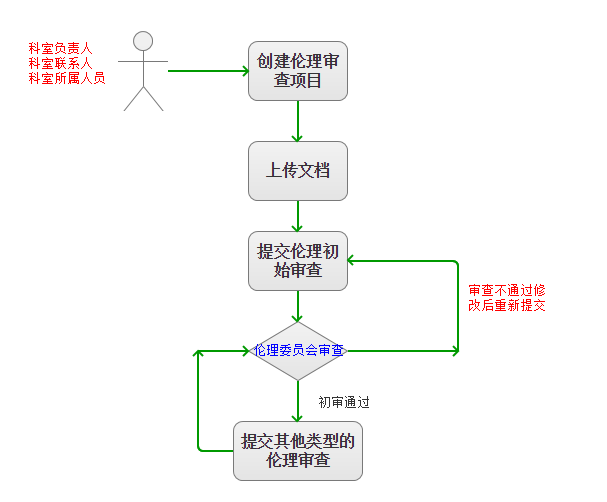 科室负责人
科室联系人
科室所属人员
创建伦理审
查项目
上传文档
提交伦理初
始审查
审查不通过修
改后重新提交
伦理委员会审查
初审通过
提交其他类型的
伦理审查